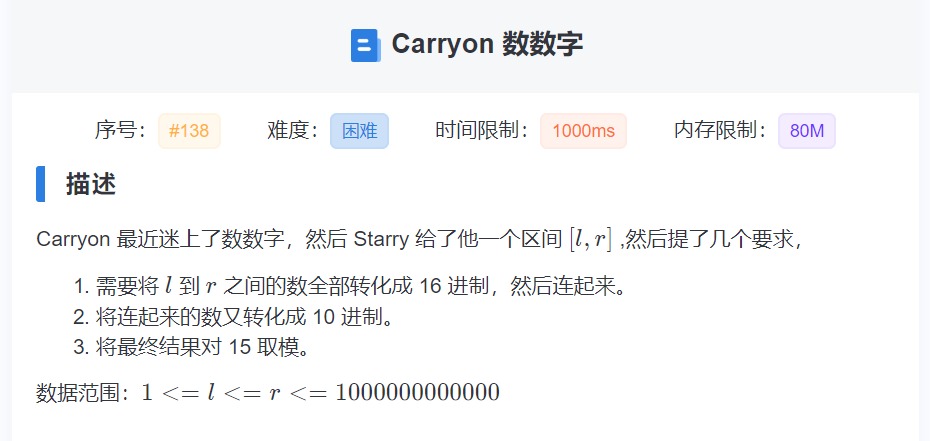 Carryon 数数字
序号： #138 难度： 困难 时间限制： 1000ms 内存限制： 80M
描述
Carryon 最近迷上了数数字，然后 Starry 给了他一个区间 [l, r] ,然后提了几个要求，
1. 需要将 l 到 r 之间的数全部转化成 16 进制，然后连起来。
2. 将连起来的数又转化成 10 进制。
3. 将最终结果对 15 取模。
数据范围：1 <= l <= r <= 1000000000000